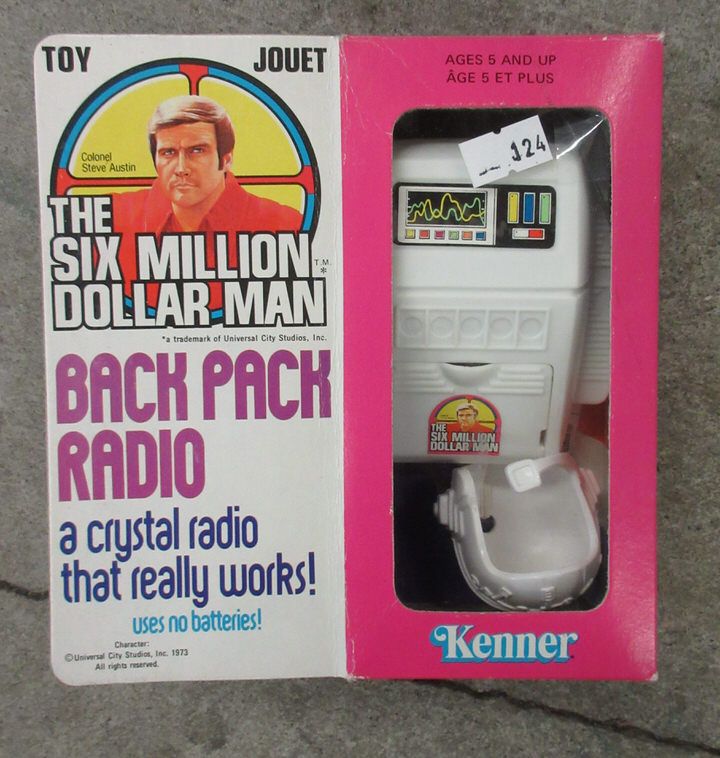 TOY
JOUET
Colonel
Steve Austin
THE
SIX MILLION
DOLLAR MAN
T.M.
*
*a trademark of Universal City Studios, Inc.
BACK PACK
RADIO
a crystal radio
that really works!
uses no batteries!
Character:
©Universal City Studios, Inc. 1973
All rights reserved.
AGES 5 AND UP
ÂGE 5 ET PLUS
124
THE
SIX MILLION
DOLLAR MAN
Kenner